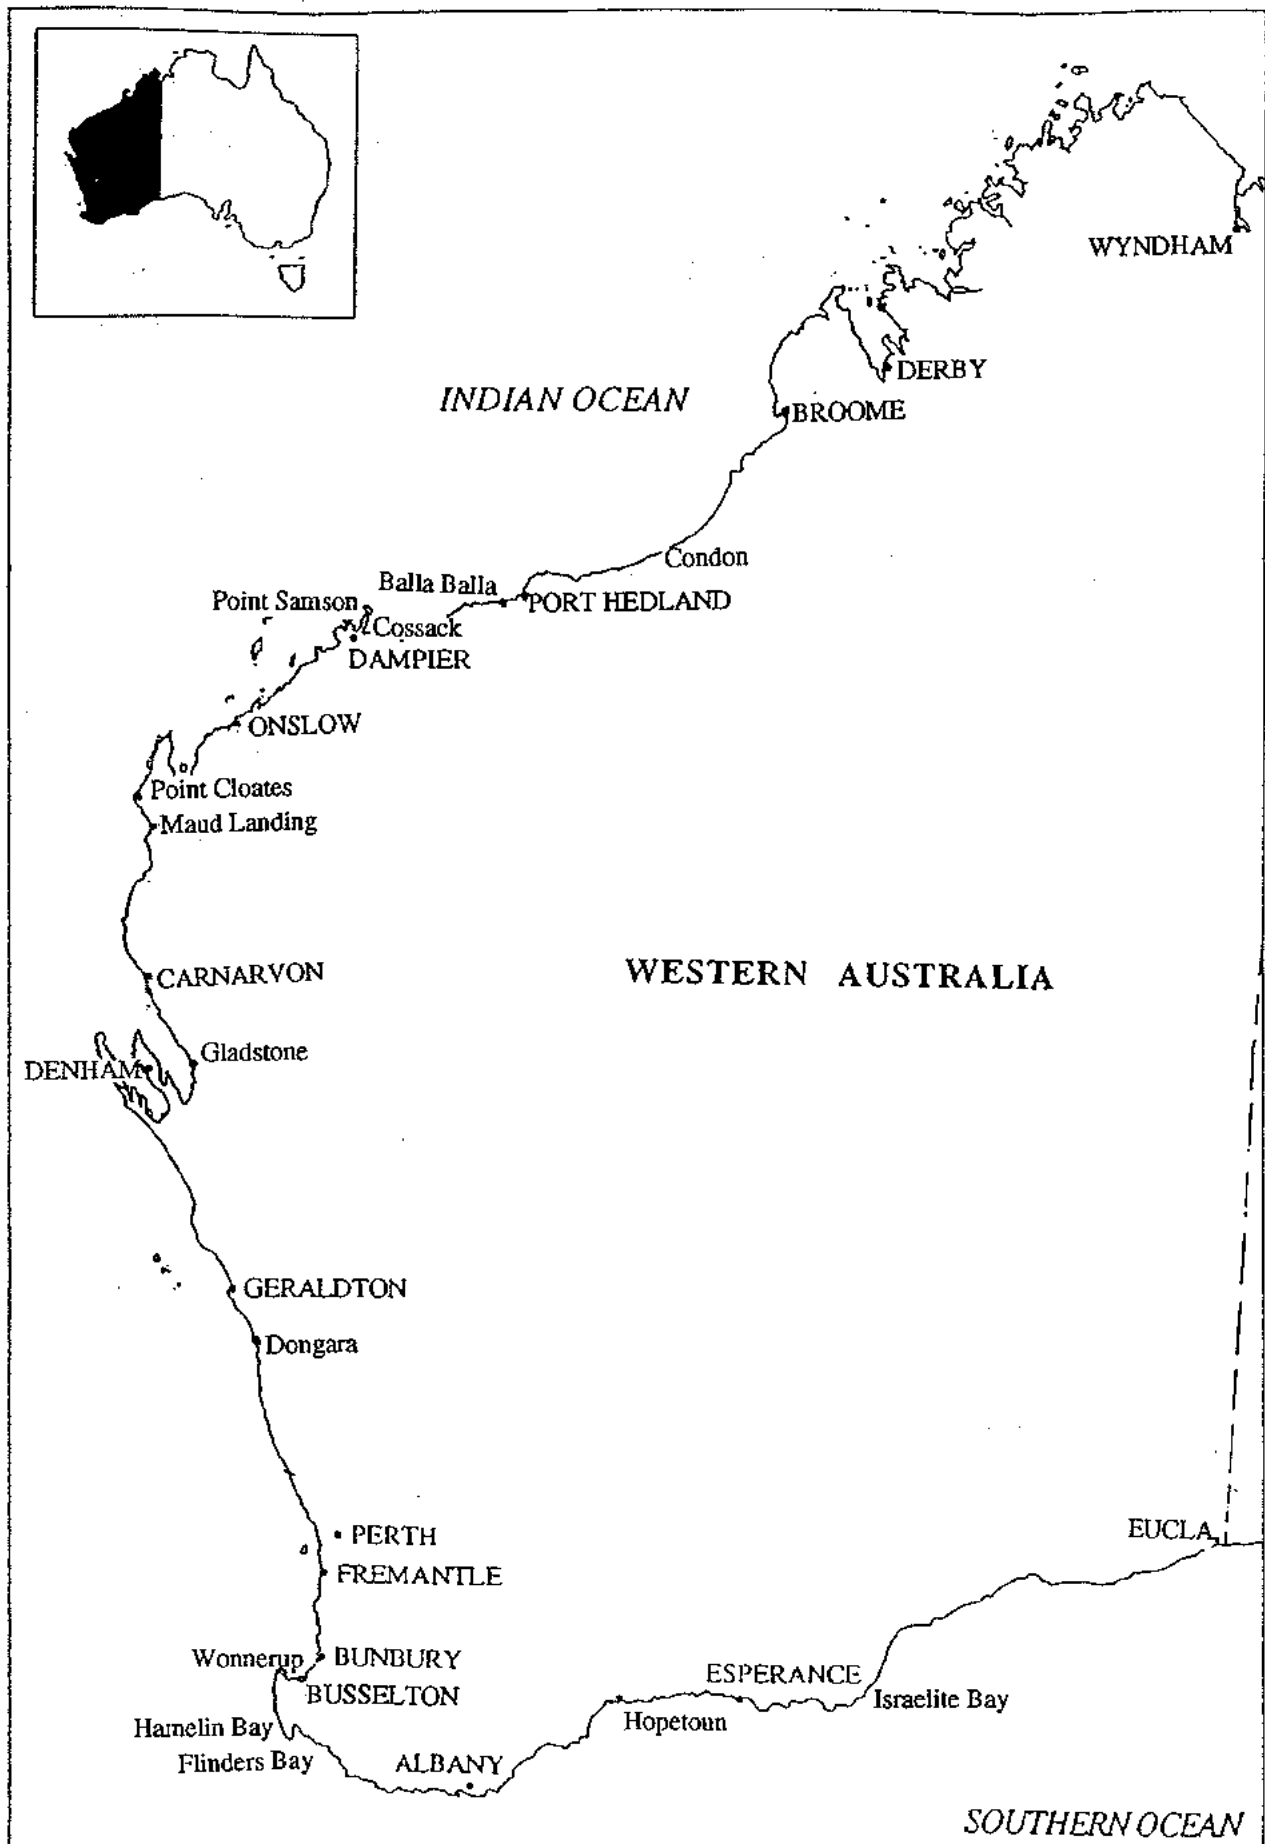 WYNDHAM
DERBY
INDIAN OCEAN
BROOME
Condon
Balla Balla
Point Samson
PORT HEDLAND
Cossack
DAMPIER
ONSLOW
Point Cloates
Maud Landing
CARNARVON
WESTERN AUSTRALIA
Gladstone
DENHAM
GERALDTON
Dongara
PERTH
EUCLA
FREMANTLE
Wonnerup
BUNBURY
ESPERANCE
BUSSELTON
Israelite Bay
Hopetoun
Hamelin Bay
Flinders Bay
ALBANY
SOUTHERN OCEAN